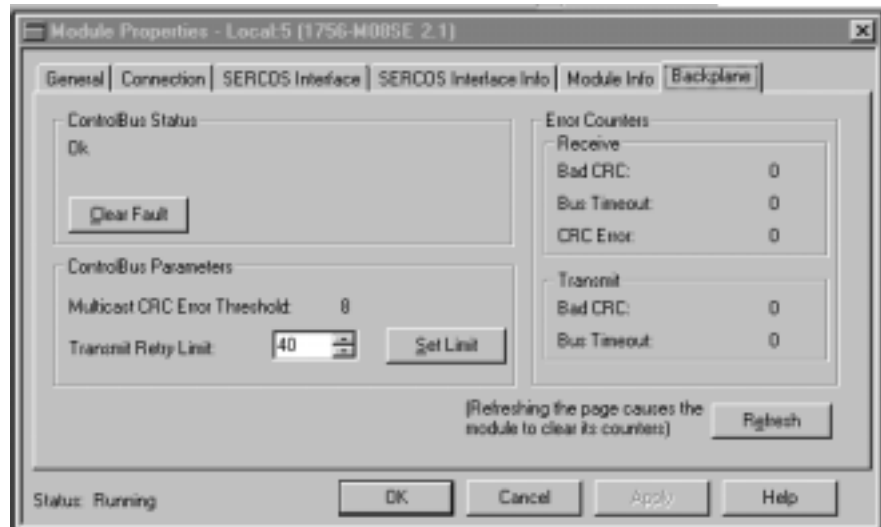 Module Properties - Local:5 (1756-M08SE 2.1)
General
Connection
SERCOS Interface
SERCOS Interface Info
Module Info
Backplane
ControlBus Status
Ok
Clear Fault
ControlBus Parameters
Multicast CRC Error Threshold: 8
Transmit Retry Limit: 40
Set Limit
Error Counters
Receive
Bad CRC: 0
Bus Timeout: 0
CRC Error: 0
Transmit
Bad CRC: 0
Bus Timeout: 0
(Refreshing the page causes the
module to clear its counters)
Refresh
Status: Running
OK
Cancel
Apply
Help